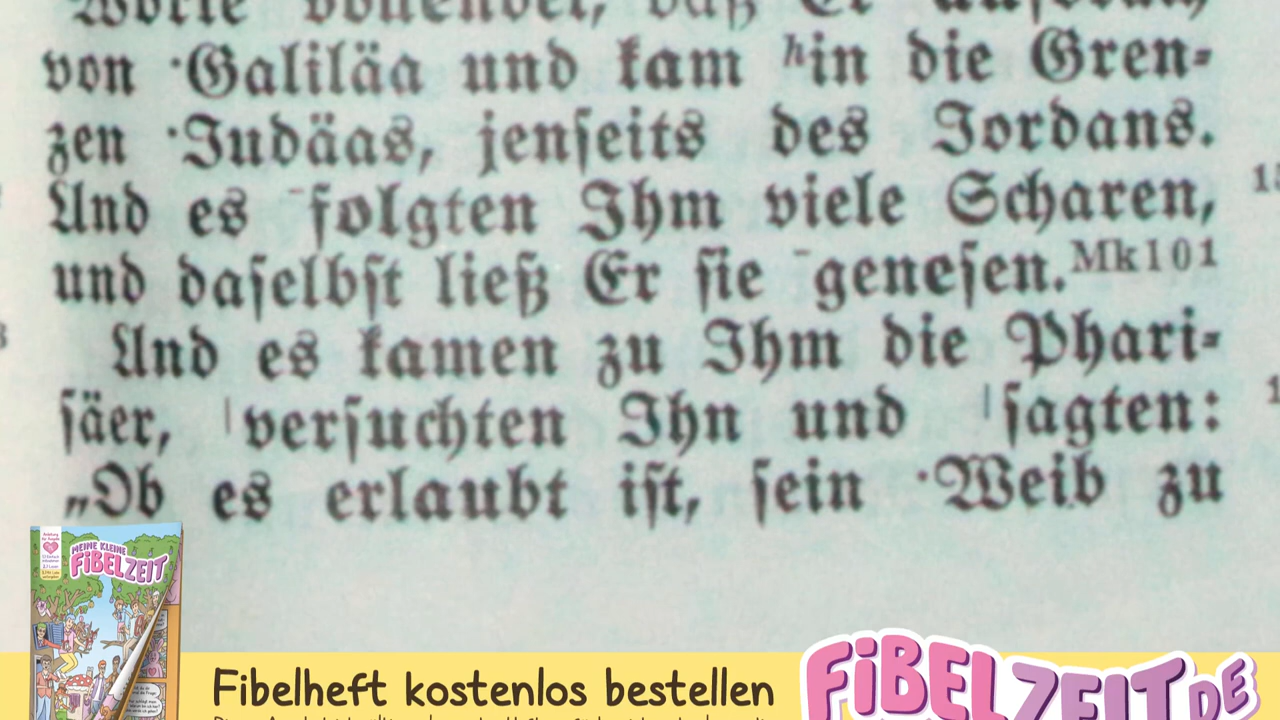 von ·Galiläa und kam hin die Gren-
zen ·Judäas, jenseits des Jordans.
Und es ¯folgten Ihm viele Scharen,
und daselbst ließ Er sie ¯genesen.Mk101
Und es kamen zu Ihm die Phari-
säer, |versuchten Ihn und |sagten:
„Ob es erlaubt ist, sein ·Weib zu
MEINE KLEINE
FiBELZEiT
Fibelheft kostenlos bestellen
FiBELZEiT.DE